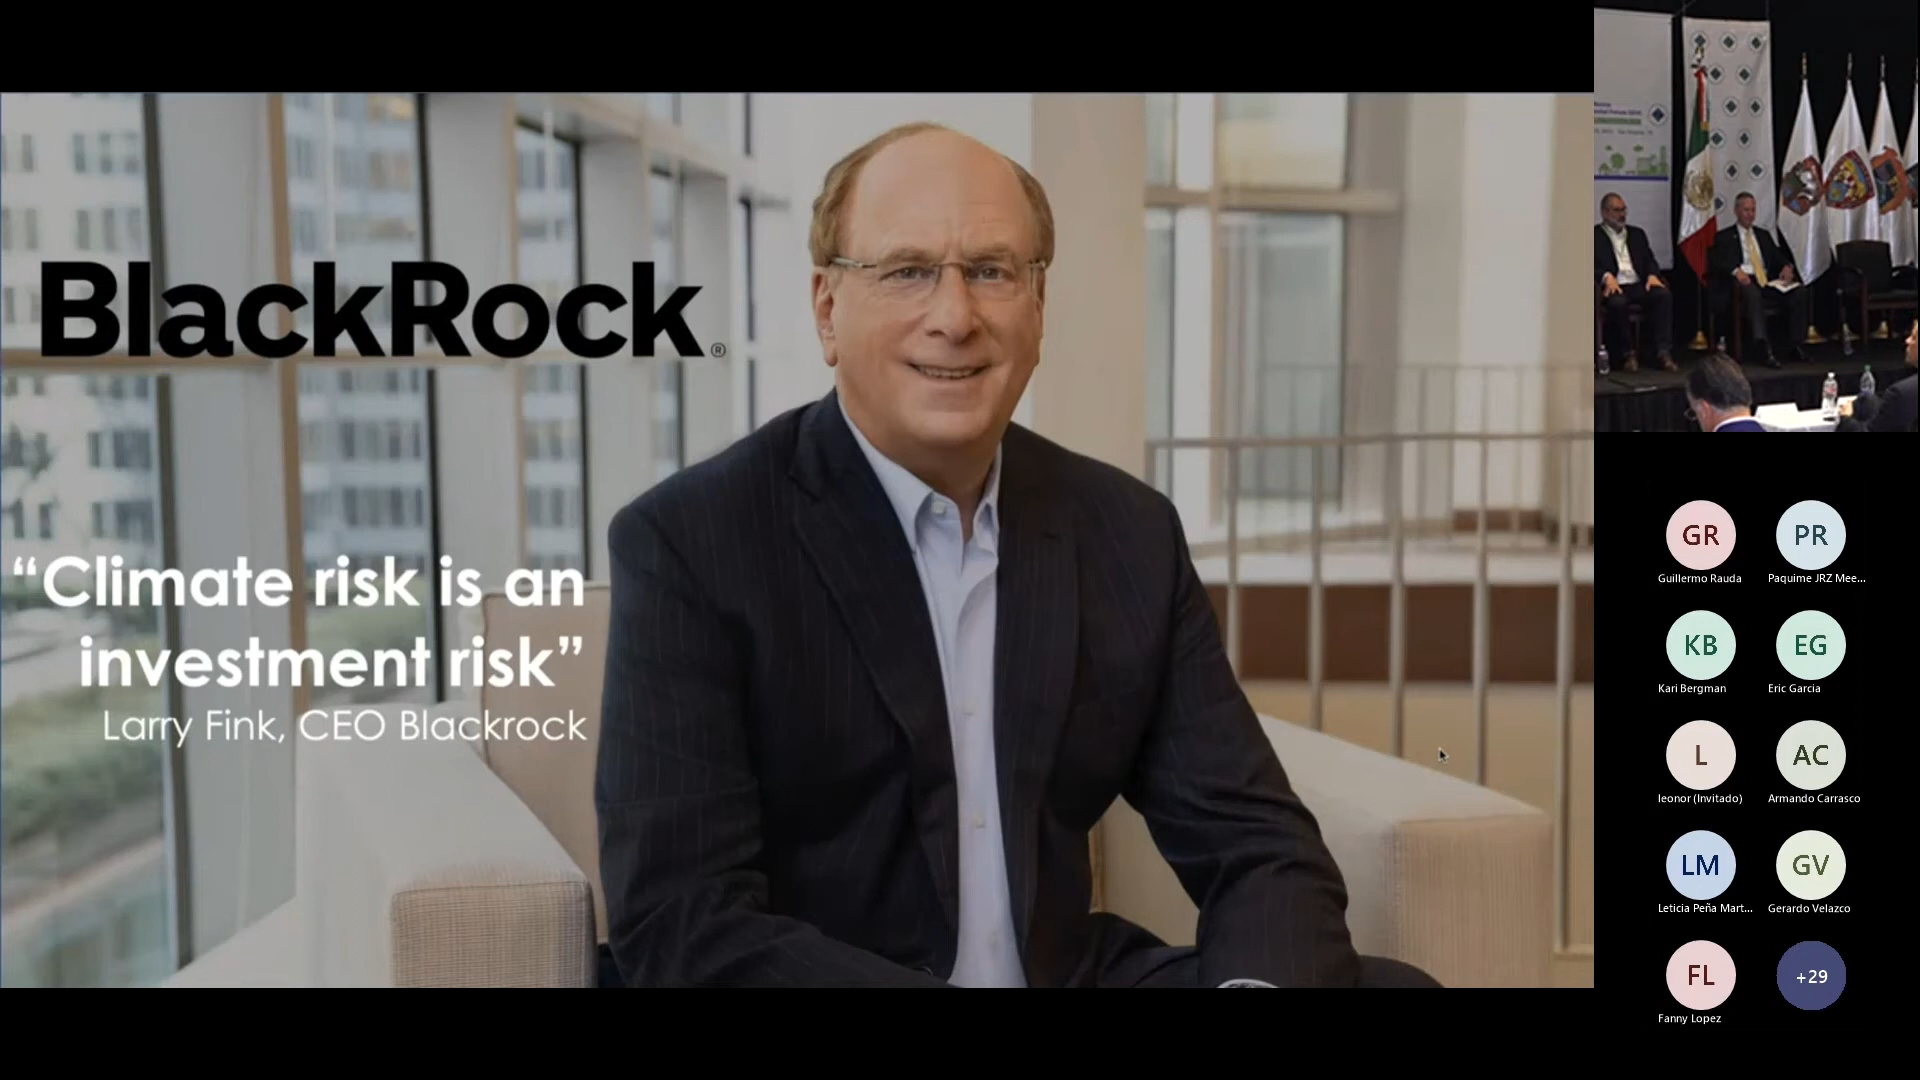 BlackRock®
“Climate risk is an
investment risk”
Larry Fink, CEO Blackrock
GR
Guillermo Rauda
PR
Paquime JRZ Mee...
KB
Kari Bergman
EG
Eric Garcia
L
leonor (Invitado)
AC
Armando Carrasco
LM
Leticia Peña Mart...
GV
Gerardo Velazco
FL
Fanny Lopez
+29